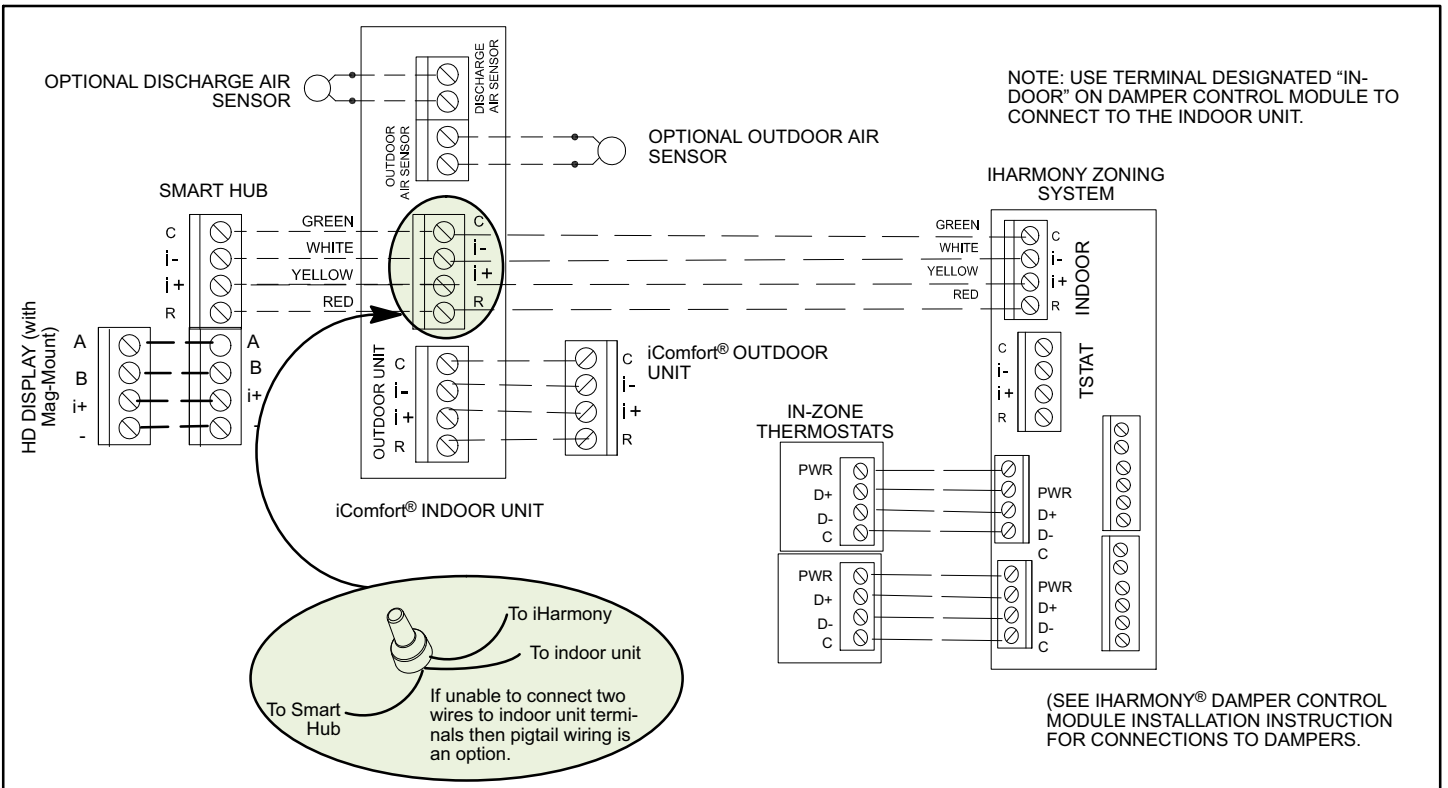 OPTIONAL DISCHARGE AIR
SENSOR
DISCHARGE
AIR SENSOR
OUTDOOR
AIR SENSOR
OPTIONAL OUTDOOR AIR
SENSOR
NOTE: USE TERMINAL DESIGNATED “IN-
DOOR” ON DAMPER CONTROL MODULE TO
CONNECT TO THE INDOOR UNIT.
SMART HUB
C
i-
i+
R
GREEN
WHITE
YELLOW
RED
C
i-
i+
R
IHARMONY ZONING
SYSTEM
GREEN
WHITE
YELLOW
RED
C
i-
i+
R
INDOOR
HD DISPLAY (with
Mag-Mount)
A
B
i+
-
A
B
i+
-
OUTDOOR UNIT
C
i-
i+
R
C
i-
i+
R
iComfort® OUTDOOR
UNIT
C
i-
i+
R
TSTAT
iComfort® INDOOR UNIT
IN-ZONE
THERMOSTATS
PWR
D+
D-
C
PWR
D+
D-
C
PWR
D+
D-
C
PWR
D+
D-
C
To iHarmony
To indoor unit
To Smart
Hub
If unable to connect two
wires to indoor unit termi-
nals then pigtail wiring is
an option.
(SEE IHARMONY® DAMPER CONTROL
MODULE INSTALLATION INSTRUCTION
FOR CONNECTIONS TO DAMPERS.